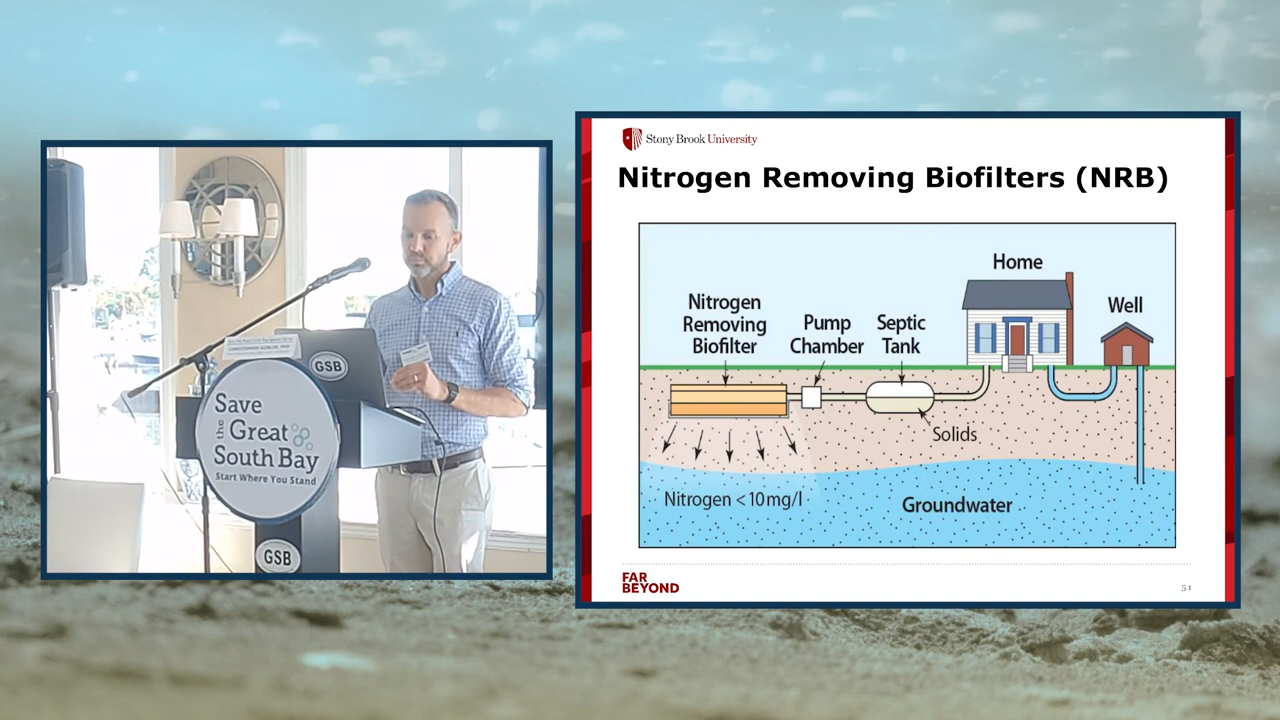 GSB
Save
the Great
South Bay
Start Where You Stand
GSB
Stony Brook University
Nitrogen Removing Biofilters (NRB)
Home
Well
Nitrogen
Removing
Biofilter
Pump
Chamber
Septic
Tank
Solids
Nitrogen <10mg/l
Groundwater
FAR
BEYOND
51